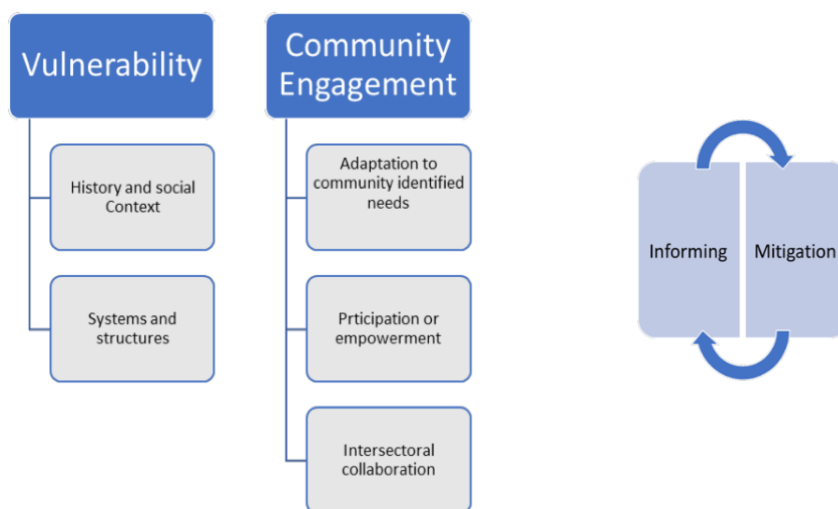 Vulnerability
History and social
Context
Systems and
structures
Community
Engagement
Adaptation to
community identified
needs
Prticipation or
empowerment
Intersectoral
collaboration
Informing
Mitigation